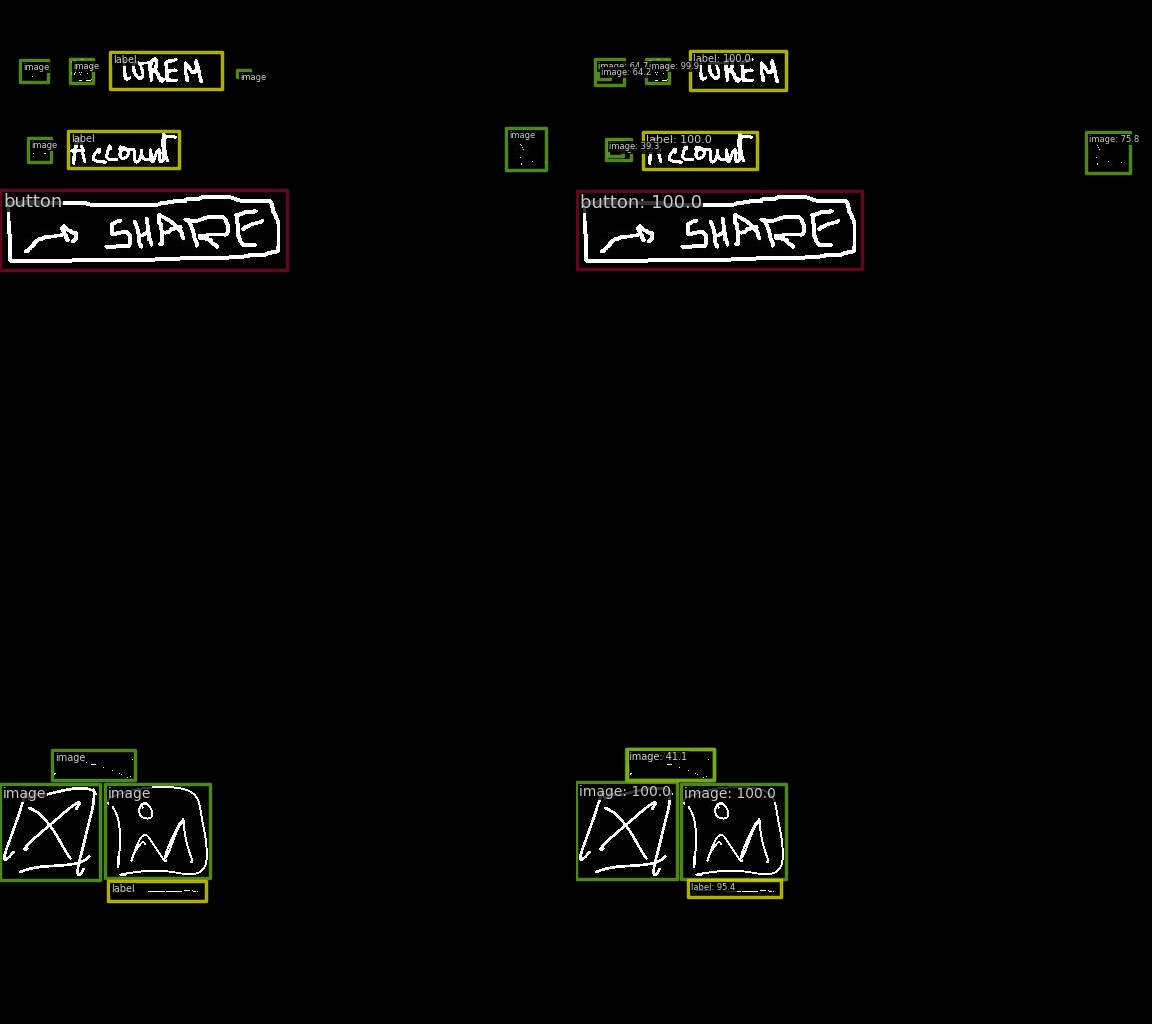 label
image image
image
LOREM
image
label
image
Account
button
SHARE
image
image image
label
label: 100.0
image: 64.7 image: 99.9
image: 64.2
LOREM
image: 75.8
label: 100.0
image: 39.3
Account
button: 100.0
SHARE
image: 41.1
image: 100.0 image: 100.0
label: 95.4